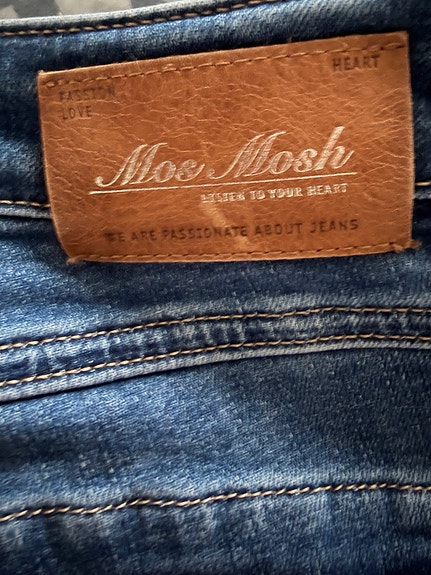 PASSION
LOVE
HEART
Mos Mosh
LISTEN TO YOUR HEART
WE ARE PASSIONATE ABOUT JEANS